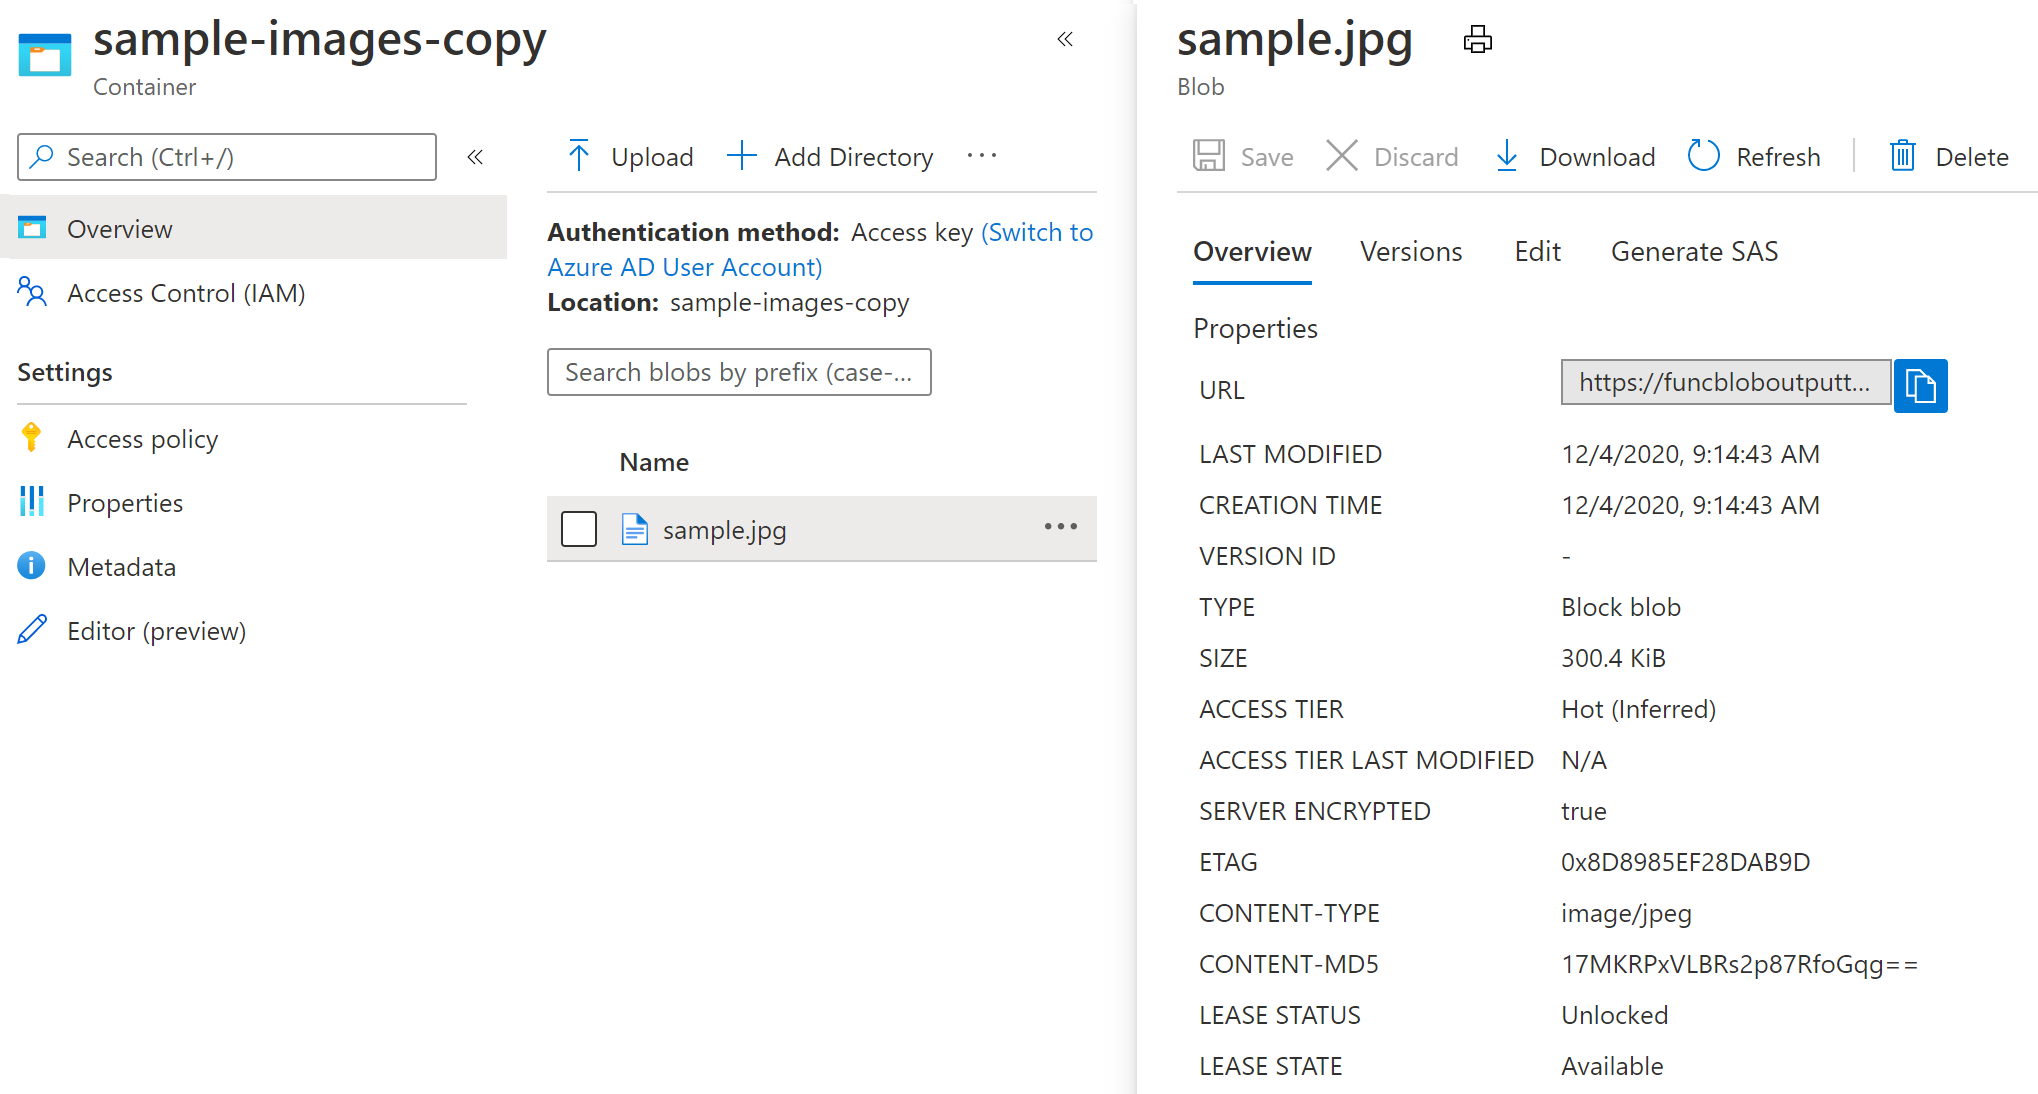 sample-images-copy
Container
Search (Ctrl+/)
Overview
Access Control (IAM)
Settings
Access policy
Properties
Metadata
Editor (preview)
Upload
Add Directory
Authentication method: Access key (Switch to
Azure AD User Account)
Location: sample-images-copy
Search blobs by prefix (case-...
Name
sample.jpg
sample.jpg
Blob
Save
Discard
Download
Refresh
Delete
Overview
Versions
Edit
Generate SAS
Properties
URL https://funcbloboutputt...
LAST MODIFIED 12/4/2020, 9:14:43 AM
CREATION TIME 12/4/2020, 9:14:43 AM
VERSION ID -
TYPE Block blob
SIZE 300.4 KiB
ACCESS TIER Hot (Inferred)
ACCESS TIER LAST MODIFIED N/A
SERVER ENCRYPTED true
ETAG 0x8D8985EF28DAB9D
CONTENT-TYPE image/jpeg
CONTENT-MD5 17MKRPxVLBRs2p87RfoGqg==
LEASE STATUS Unlocked
LEASE STATE Available